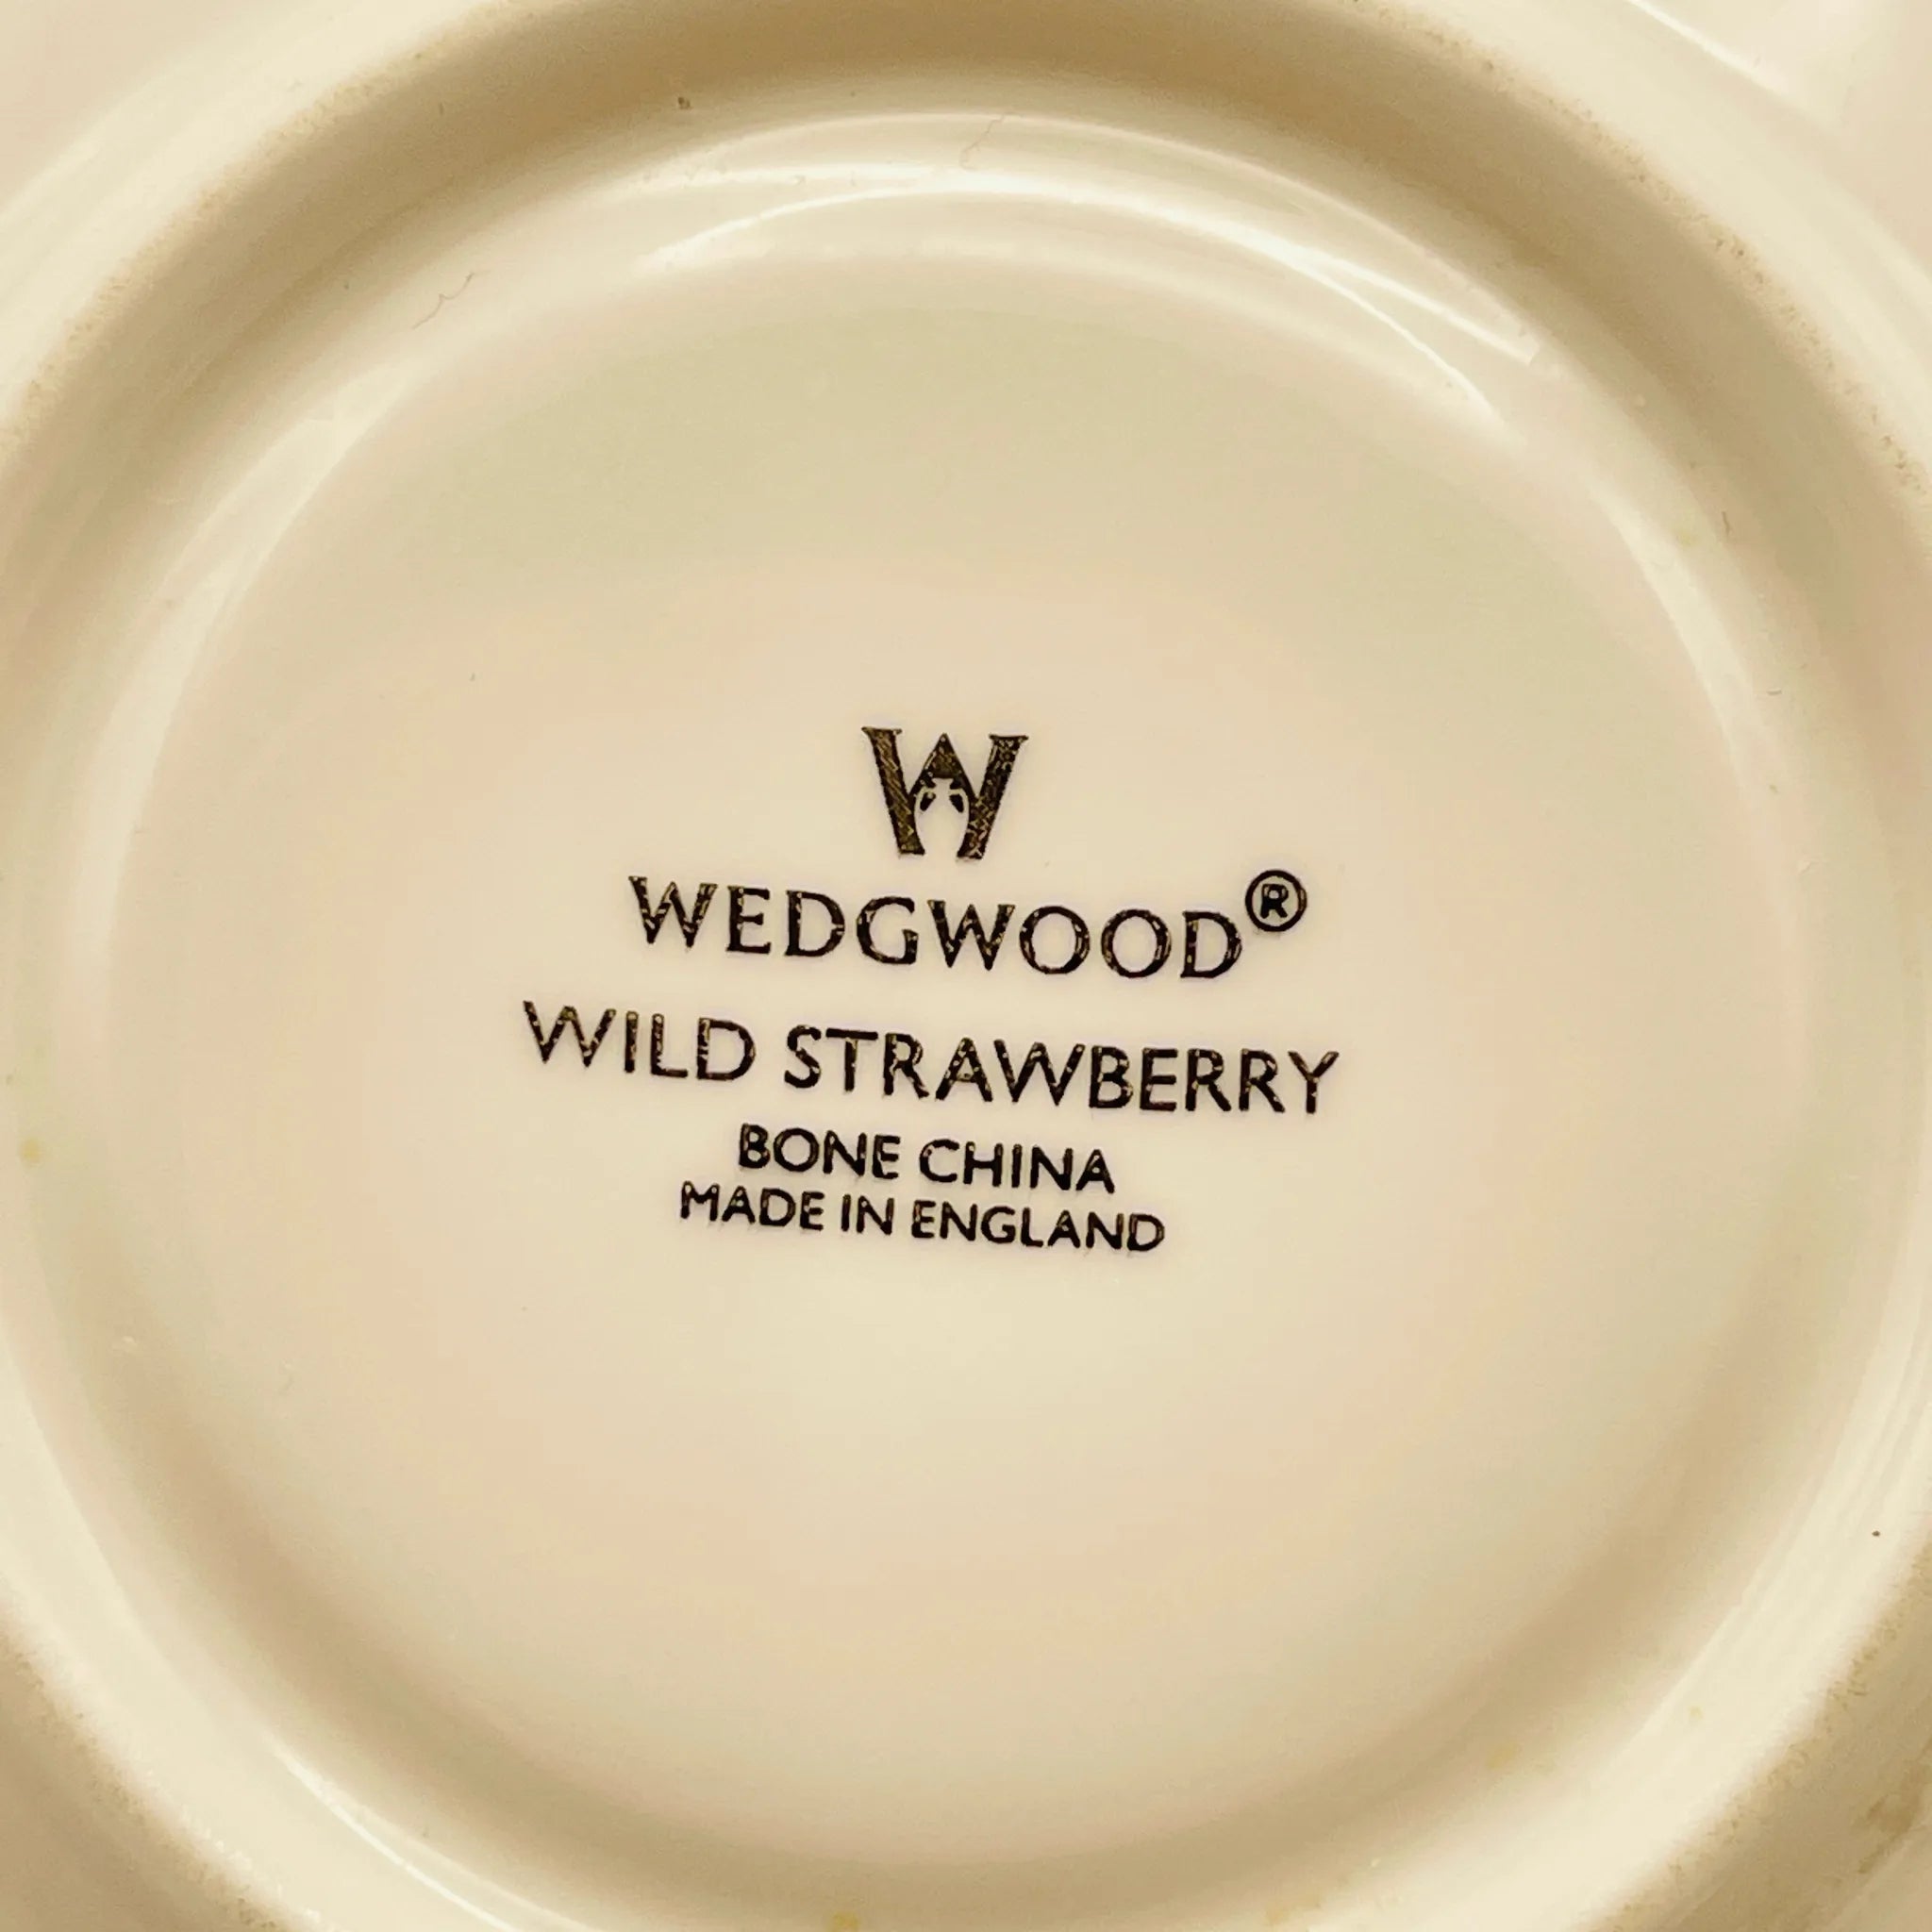 W
WEDGWOOD®
WILD STRAWBERRY
BONE CHINA
MADE IN ENGLAND